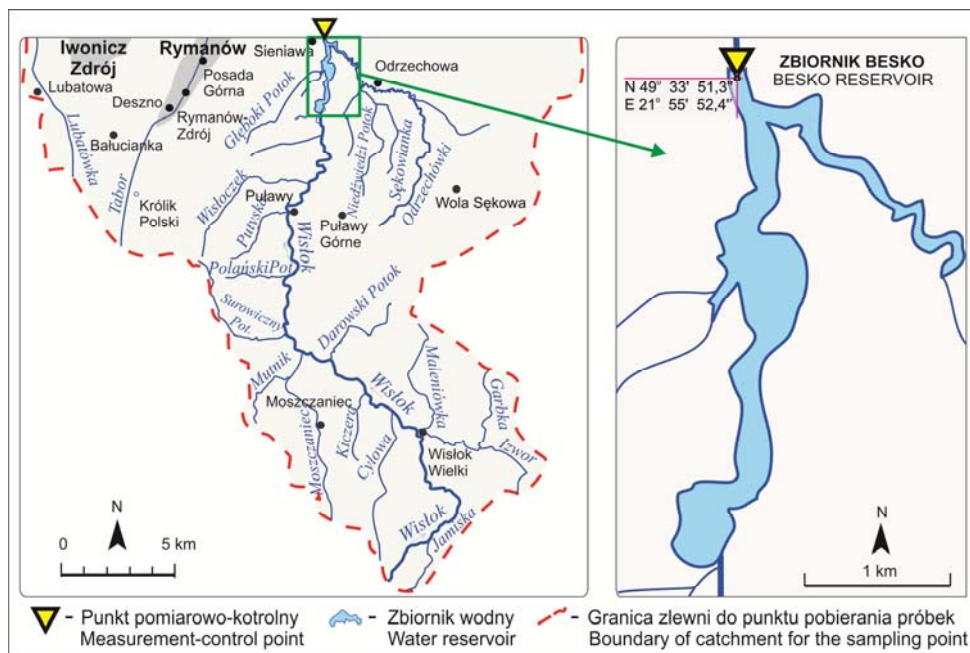 Iwonicz
Zdrój
Rymanów
Sieniawa
Lubatowa
Posada
Górna
Odrzechowa
Deszno
Rymanów-
Zdrój
Głęboki Potok
Bałucianka
Lubatówka
Tabor
Królik
Polski
Wisłoczek
Puławy
Putyska
Wisłok
Puławy
Górne
Niedźwiedzi Potok
Sękowianka
Odrzechówki
Wola Sękowa
PolańskiPot.
Surowiczny
Pot.
Darowski Potok
Mutnik
Moszczaniec
Moszczaniec
Kiczera
Wisłok
Cyłowa
Maieniówka
Garbka
Izwor
Wisłok
Wielki
Wisłok
Jamiska
N
0 5 km
ZBIORNIK BESKO
BESKO RESERVOIR
N 49° 33' 51,3"
E 21° 55' 52,4"
N
1 km
- Punkt pomiarowo-kotrolny
Measurement-control point
- Zbiornik wodny
Water reservoir
- Granica zlewni do punktu pobierania próbek
Boundary of catchment for the sampling point